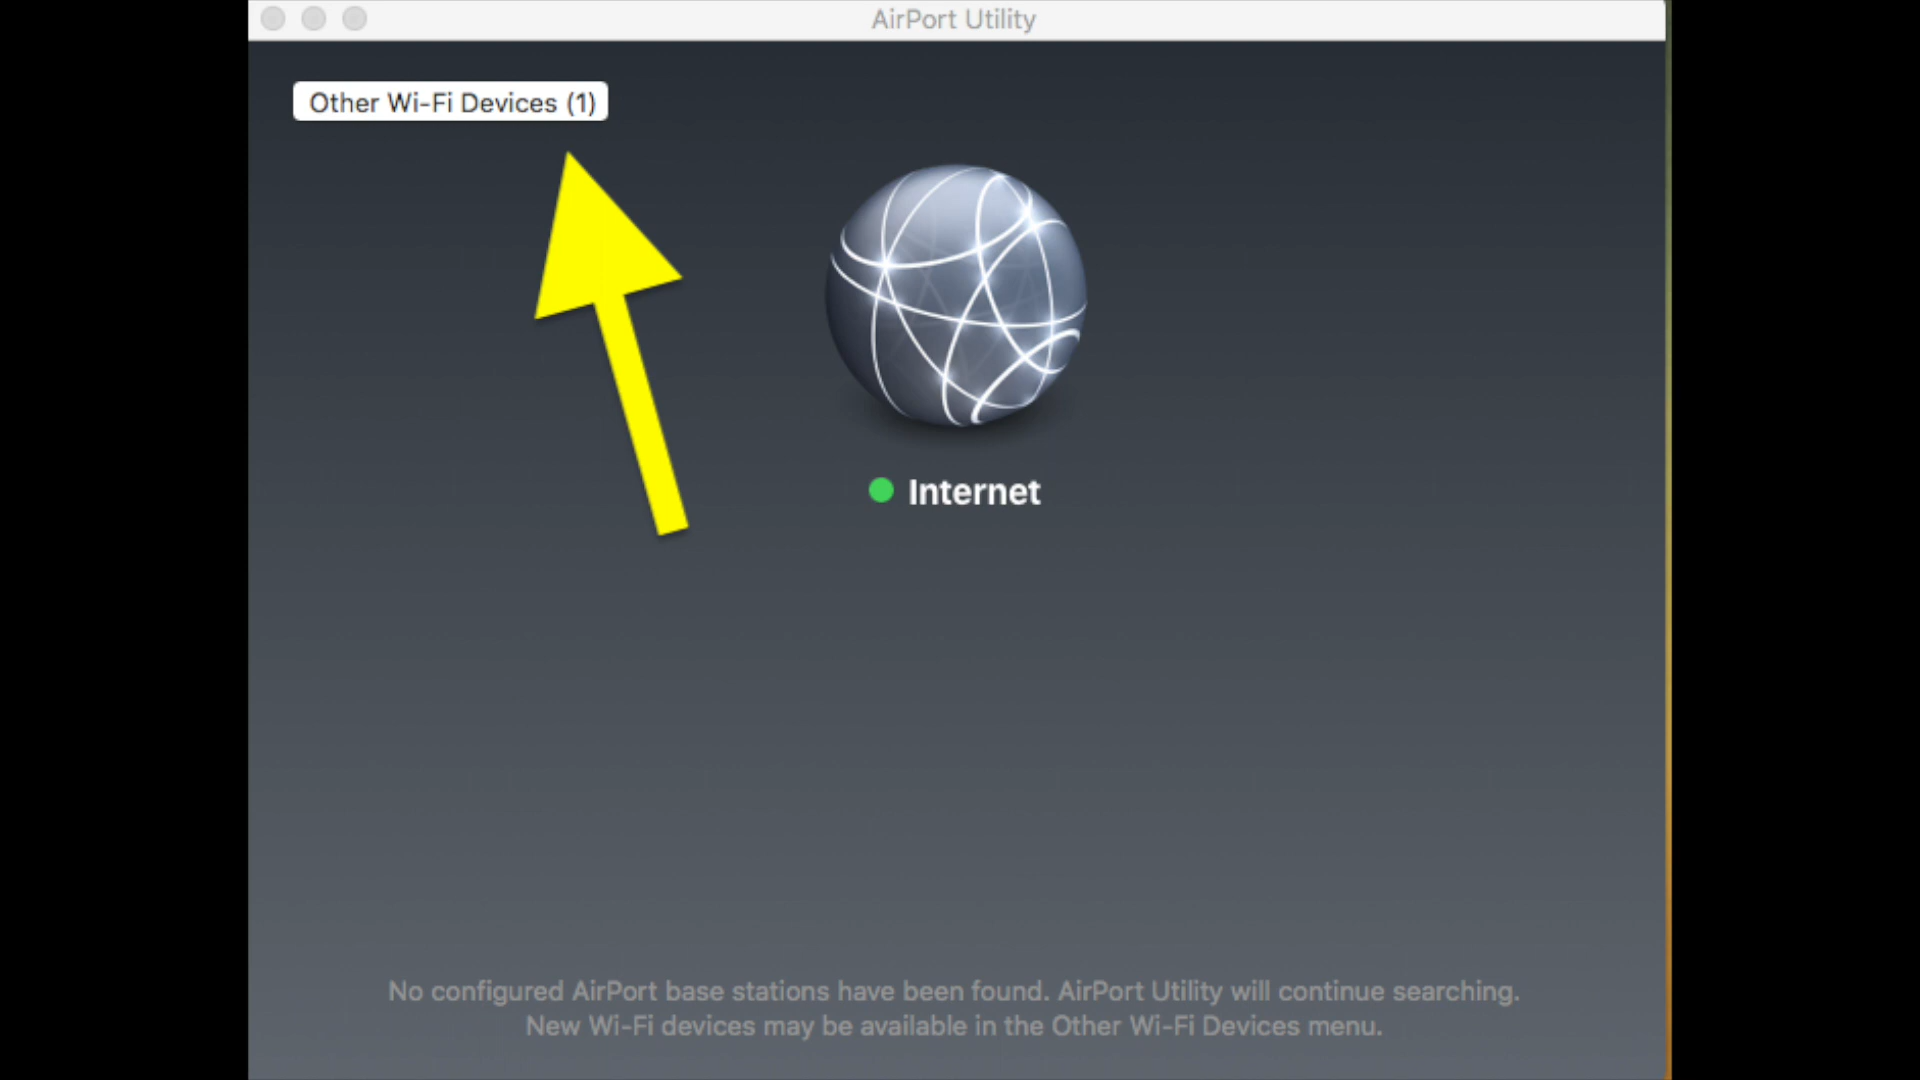 AirPort Utility
Other Wi-Fi Devices (1)
Internet
No configured AirPort base stations have been found. AirPort Utility will continue searching.
New Wi-Fi devices may be available in the Other Wi-Fi Devices menu.